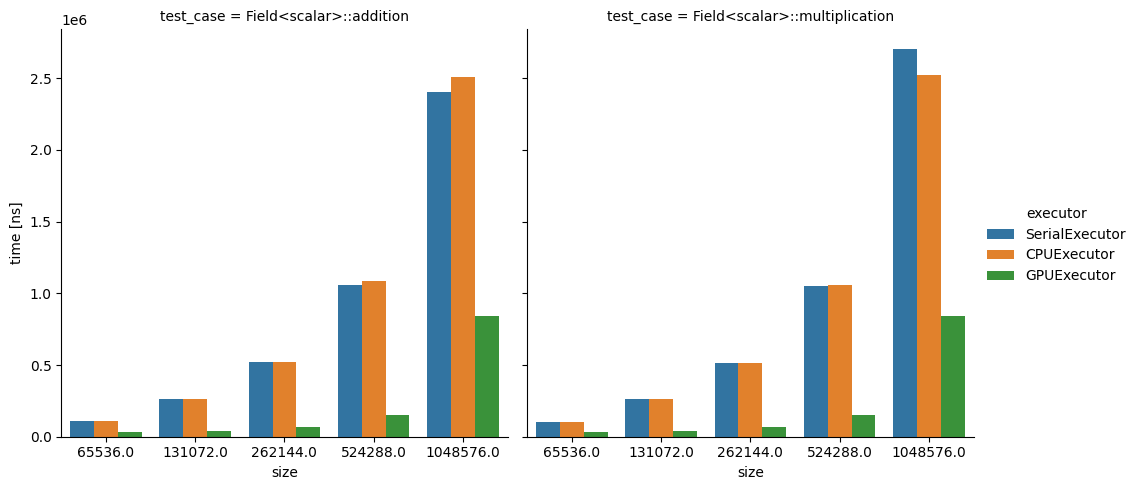 test_case = Field<scalar>::addition
test_case = Field<scalar>::multiplication
1e6
2.5
2.0
1.5
1.0
0.5
0.0
time [ns]
65536.0 131072.0 262144.0 524288.0 1048576.0
size
65536.0 131072.0 262144.0 524288.0 1048576.0
size
executor
SerialExecutor
CPUExecutor
GPUExecutor